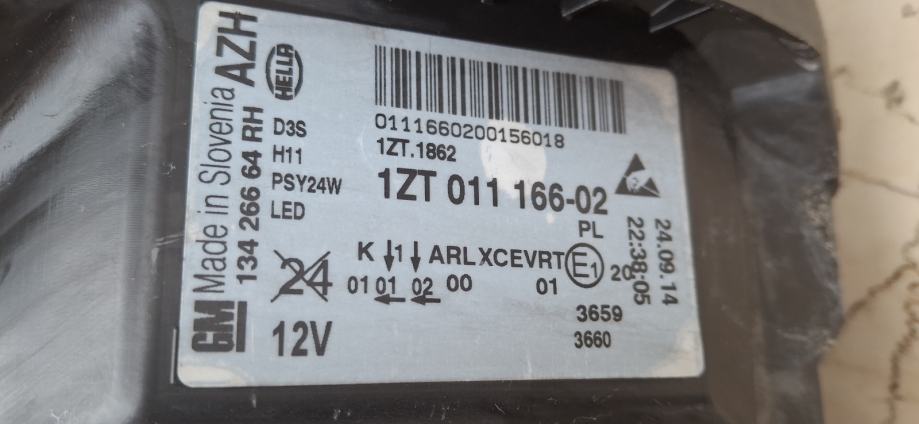 GM Made in Slovenia AZH
134 266 64 RH
HELLA
D3S
H11
PSY24W
LED
0111660200156018
1ZT.1862
1ZT 011 166-02
PL
K ↓1↓ ARLXCEVRT E1 20
01 01 02 00 01
3659
3660
24
12V
24.09.14
22:38:05